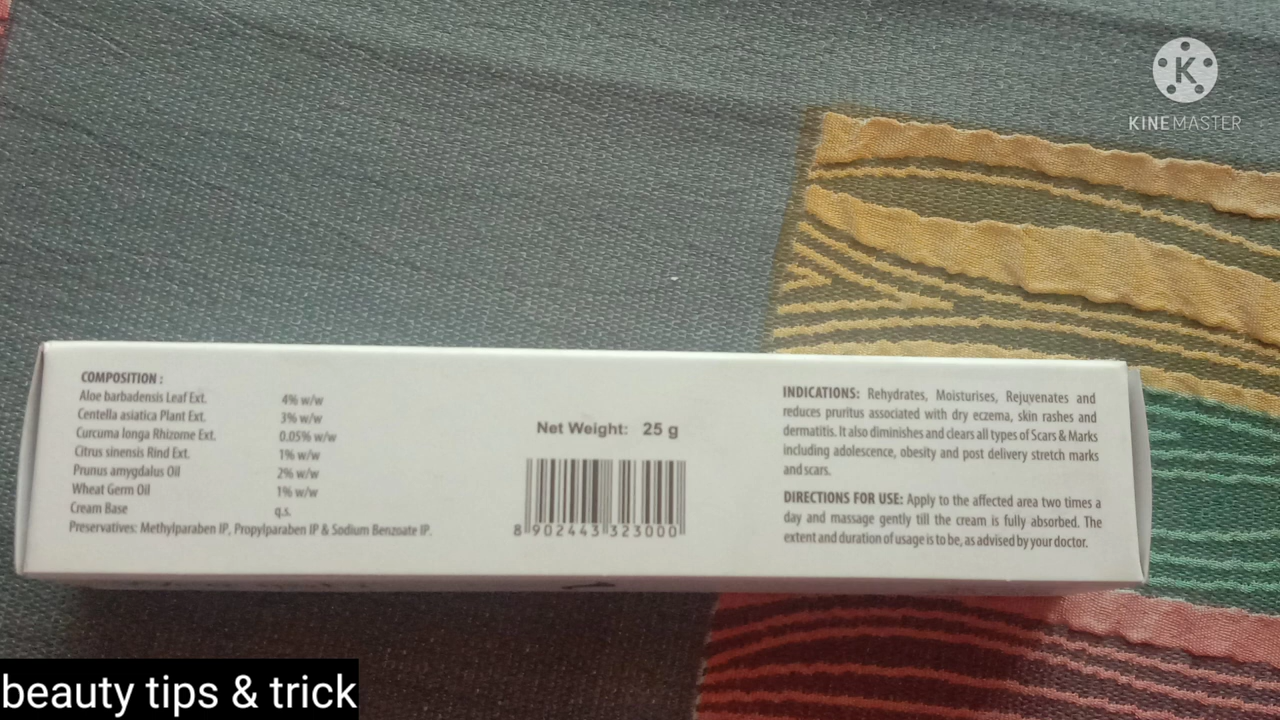 KINEMASTER
COMPOSITION :
Aloe barbadensis Leaf Ext. 4% w/w
Centella asiatica Plant Ext. 3% w/w
Curcuma longa Rhizome Ext. 0.05% w/w
Citrus sinensis Rind Ext. 1% w/w
Prunus amygdalus Oil 2% w/w
Wheat Germ Oil 1% w/w
Cream Base q.s.
Preservatives: Methylparaben IP, Propylparaben IP & Sodium Benzoate IP.
Net Weight: 25 g
8 902443 323000
INDICATIONS: Rehydrates, Moisturises, Rejuvenates and
reduces pruritus associated with dry eczema, skin rashes and
dermatitis. It also diminishes and clears all types of Scars & Marks
including adolescence, obesity and post delivery stretch marks
and scars.
DIRECTIONS FOR USE: Apply to the affected area two times a
day and massage gently till the cream is fully absorbed. The
extent and duration of usage is to be, as advised by your doctor.
beauty tips & trick